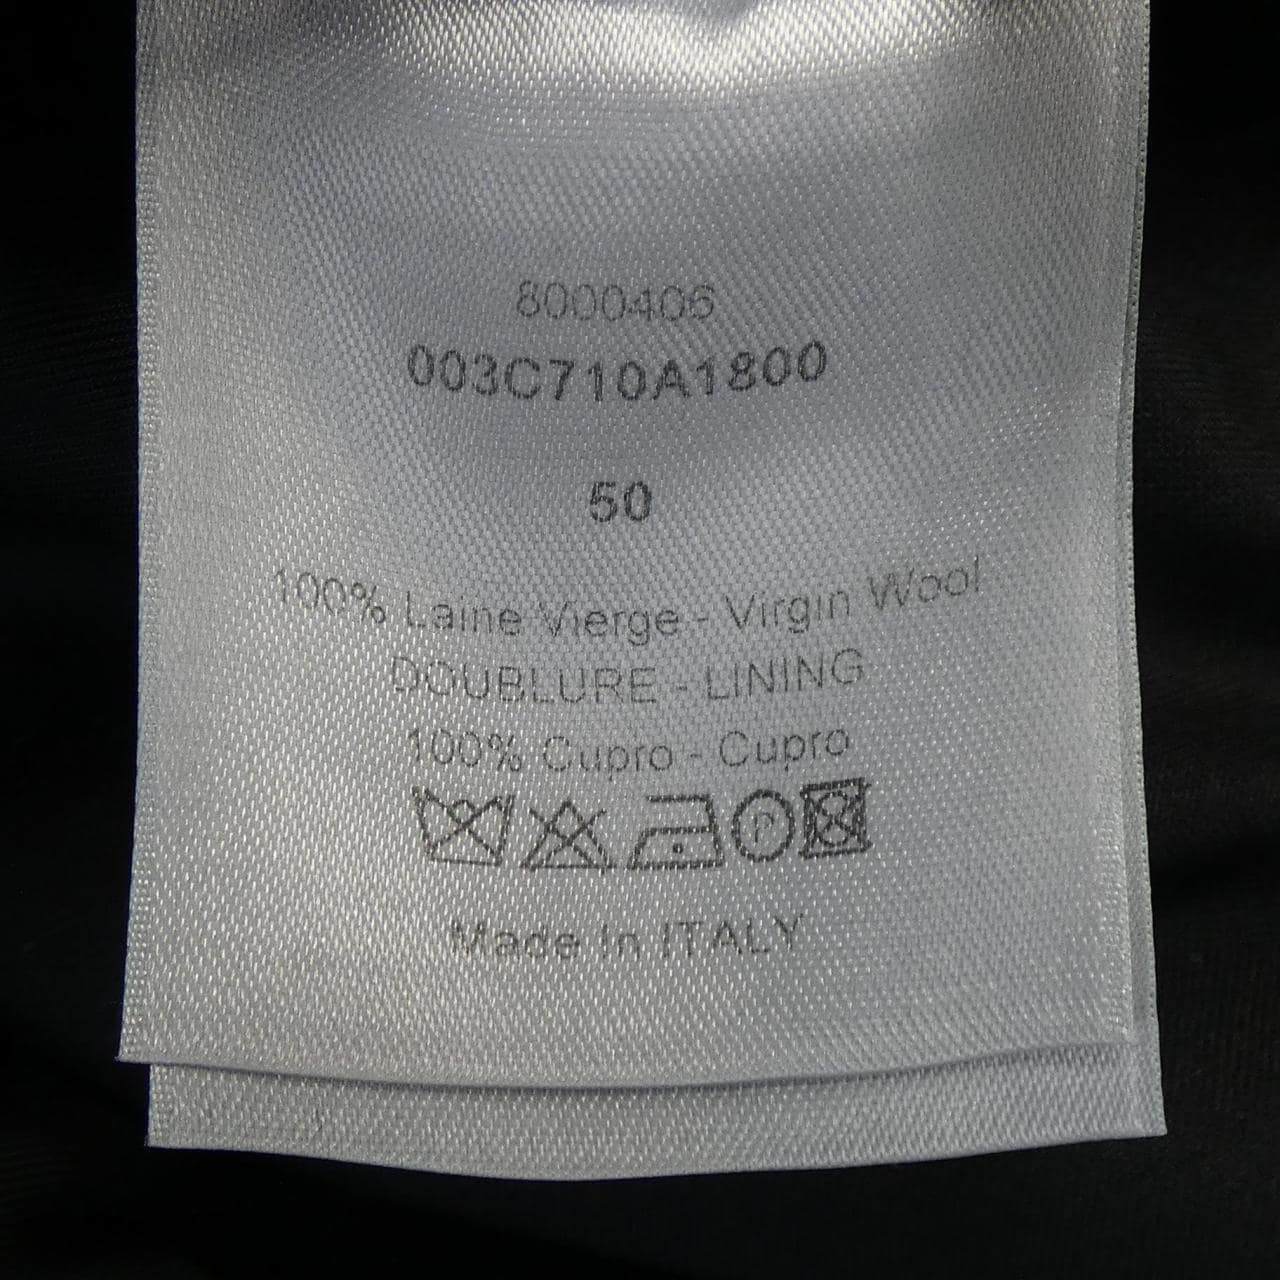 8000406
003C710A1800
50
100% Laine Vierge - Virgin Wool
DOUBLURE - LINING
100% Cupro - Cupro
P
Made In ITALY